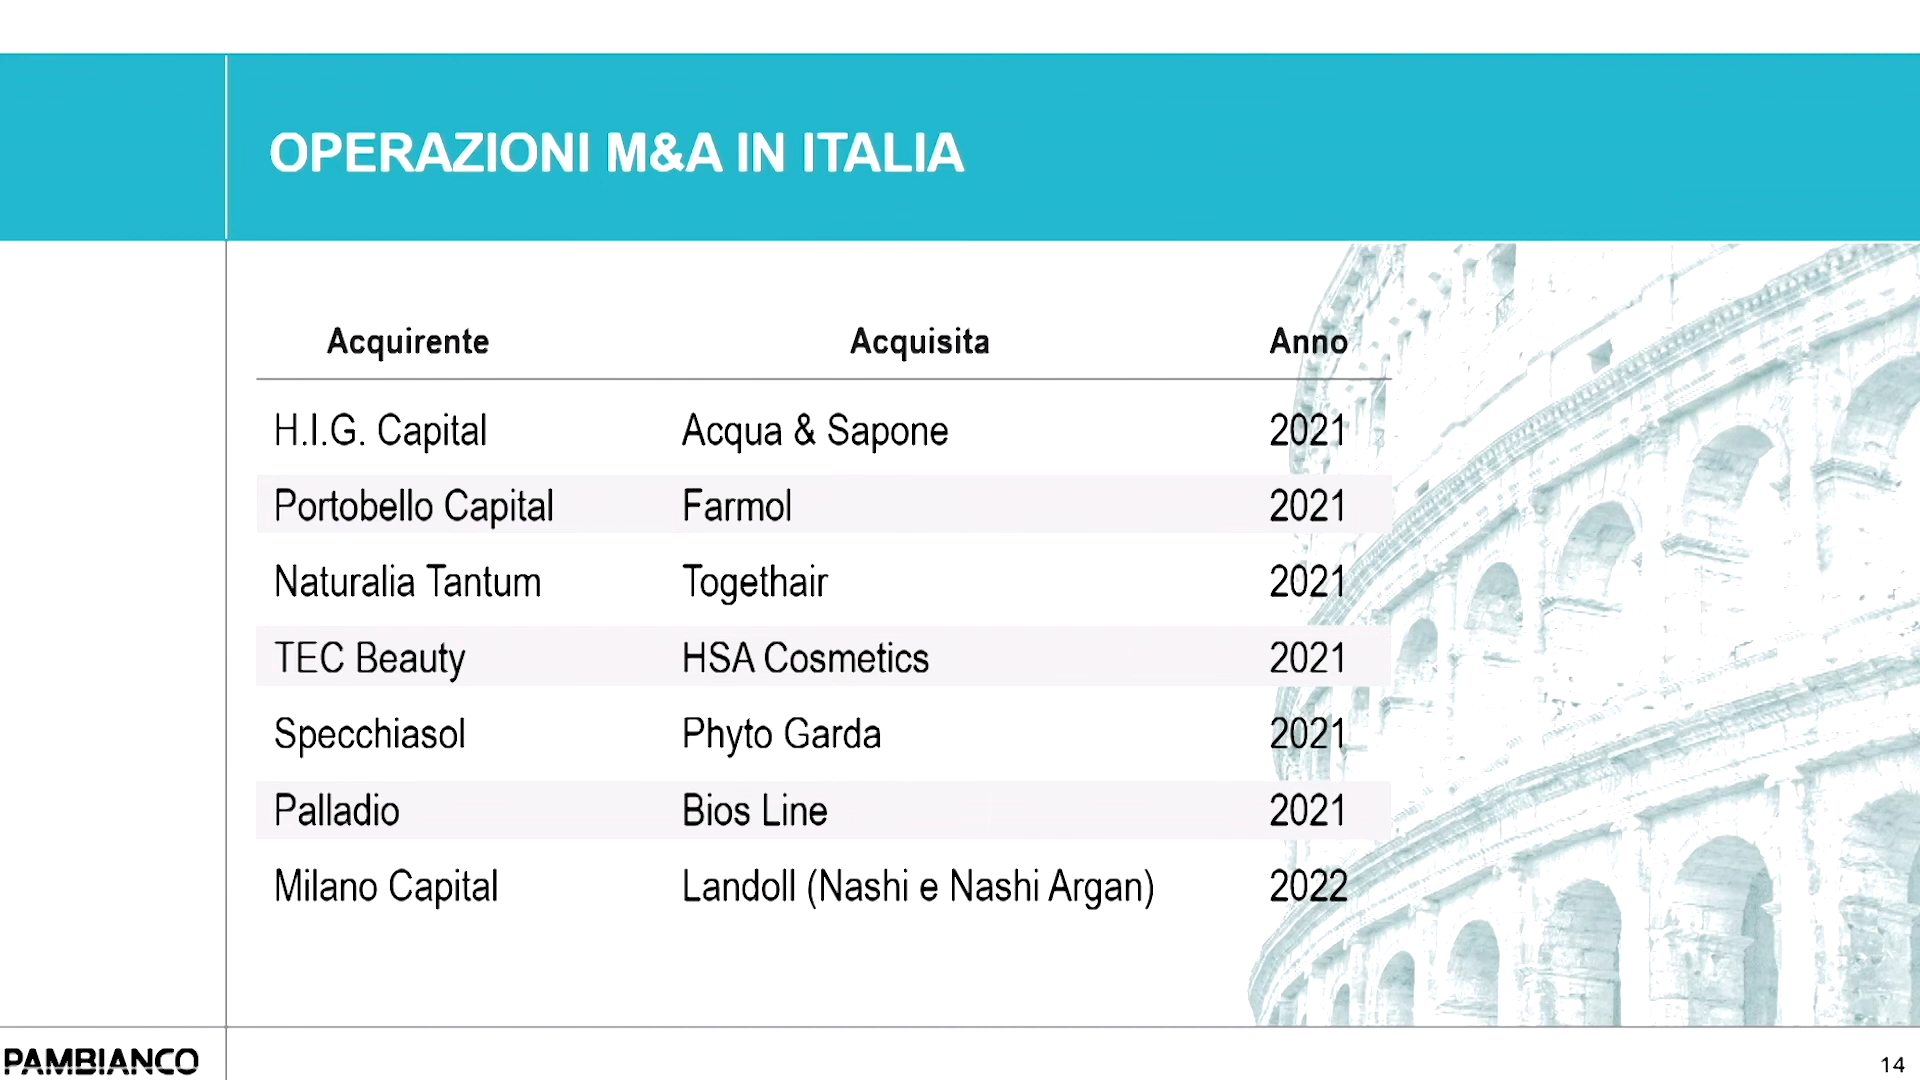 OPERAZIONI M&A IN ITALIA
Acquirente Acquisita Anno
H.I.G. Capital Acqua & Sapone 2021
Portobello Capital Farmol 2021
Naturalia Tantum Togethair 2021
TEC Beauty HSA Cosmetics 2021
Specchiasol Phyto Garda 2021
Palladio Bios Line 2021
Milano Capital Landoll (Nashi e Nashi Argan) 2022
PAMBIANCO
14